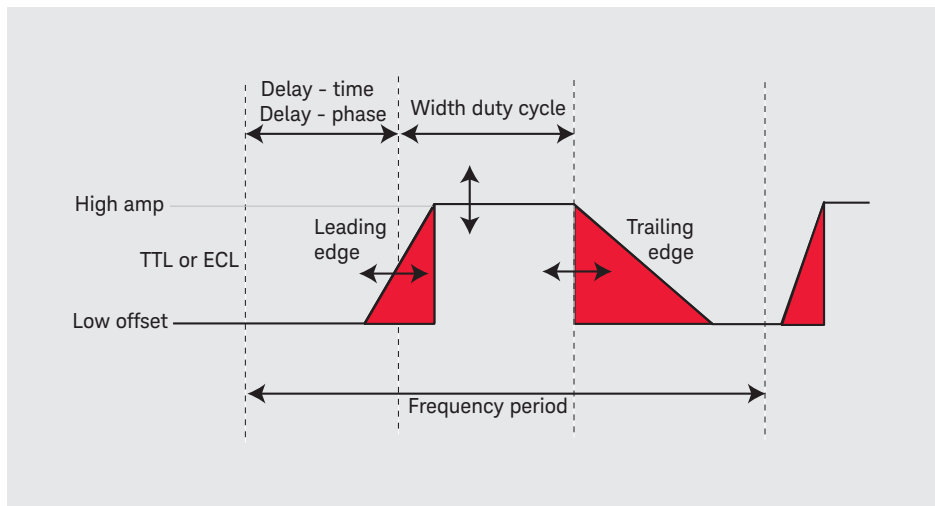 Delay - time
Delay - phase
Width duty cycle
High amp
Leading
edge
Trailing
edge
TTL or ECL
Low offset
Frequency period